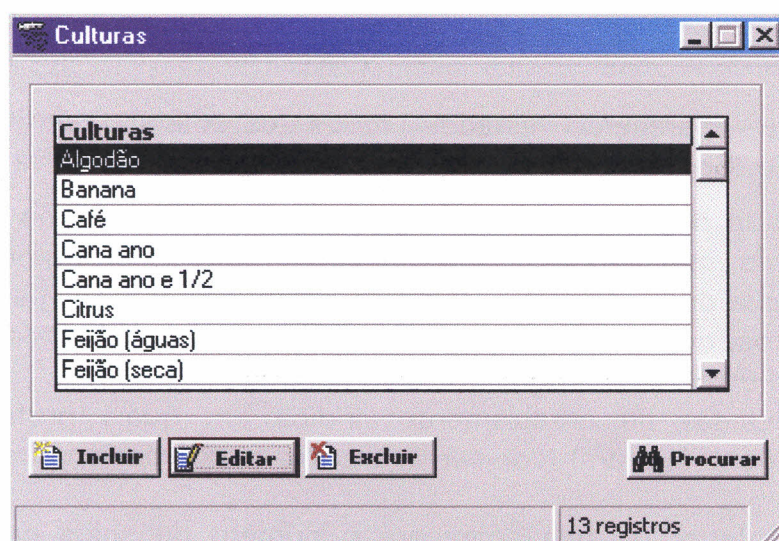 Culturas
Culturas
Algodão
Banana
Café
Cana ano
Cana ano e 1/2
Citrus
Feijão (águas)
Feijão (seca)
Incluir Editar Excluir Procurar
13 registros